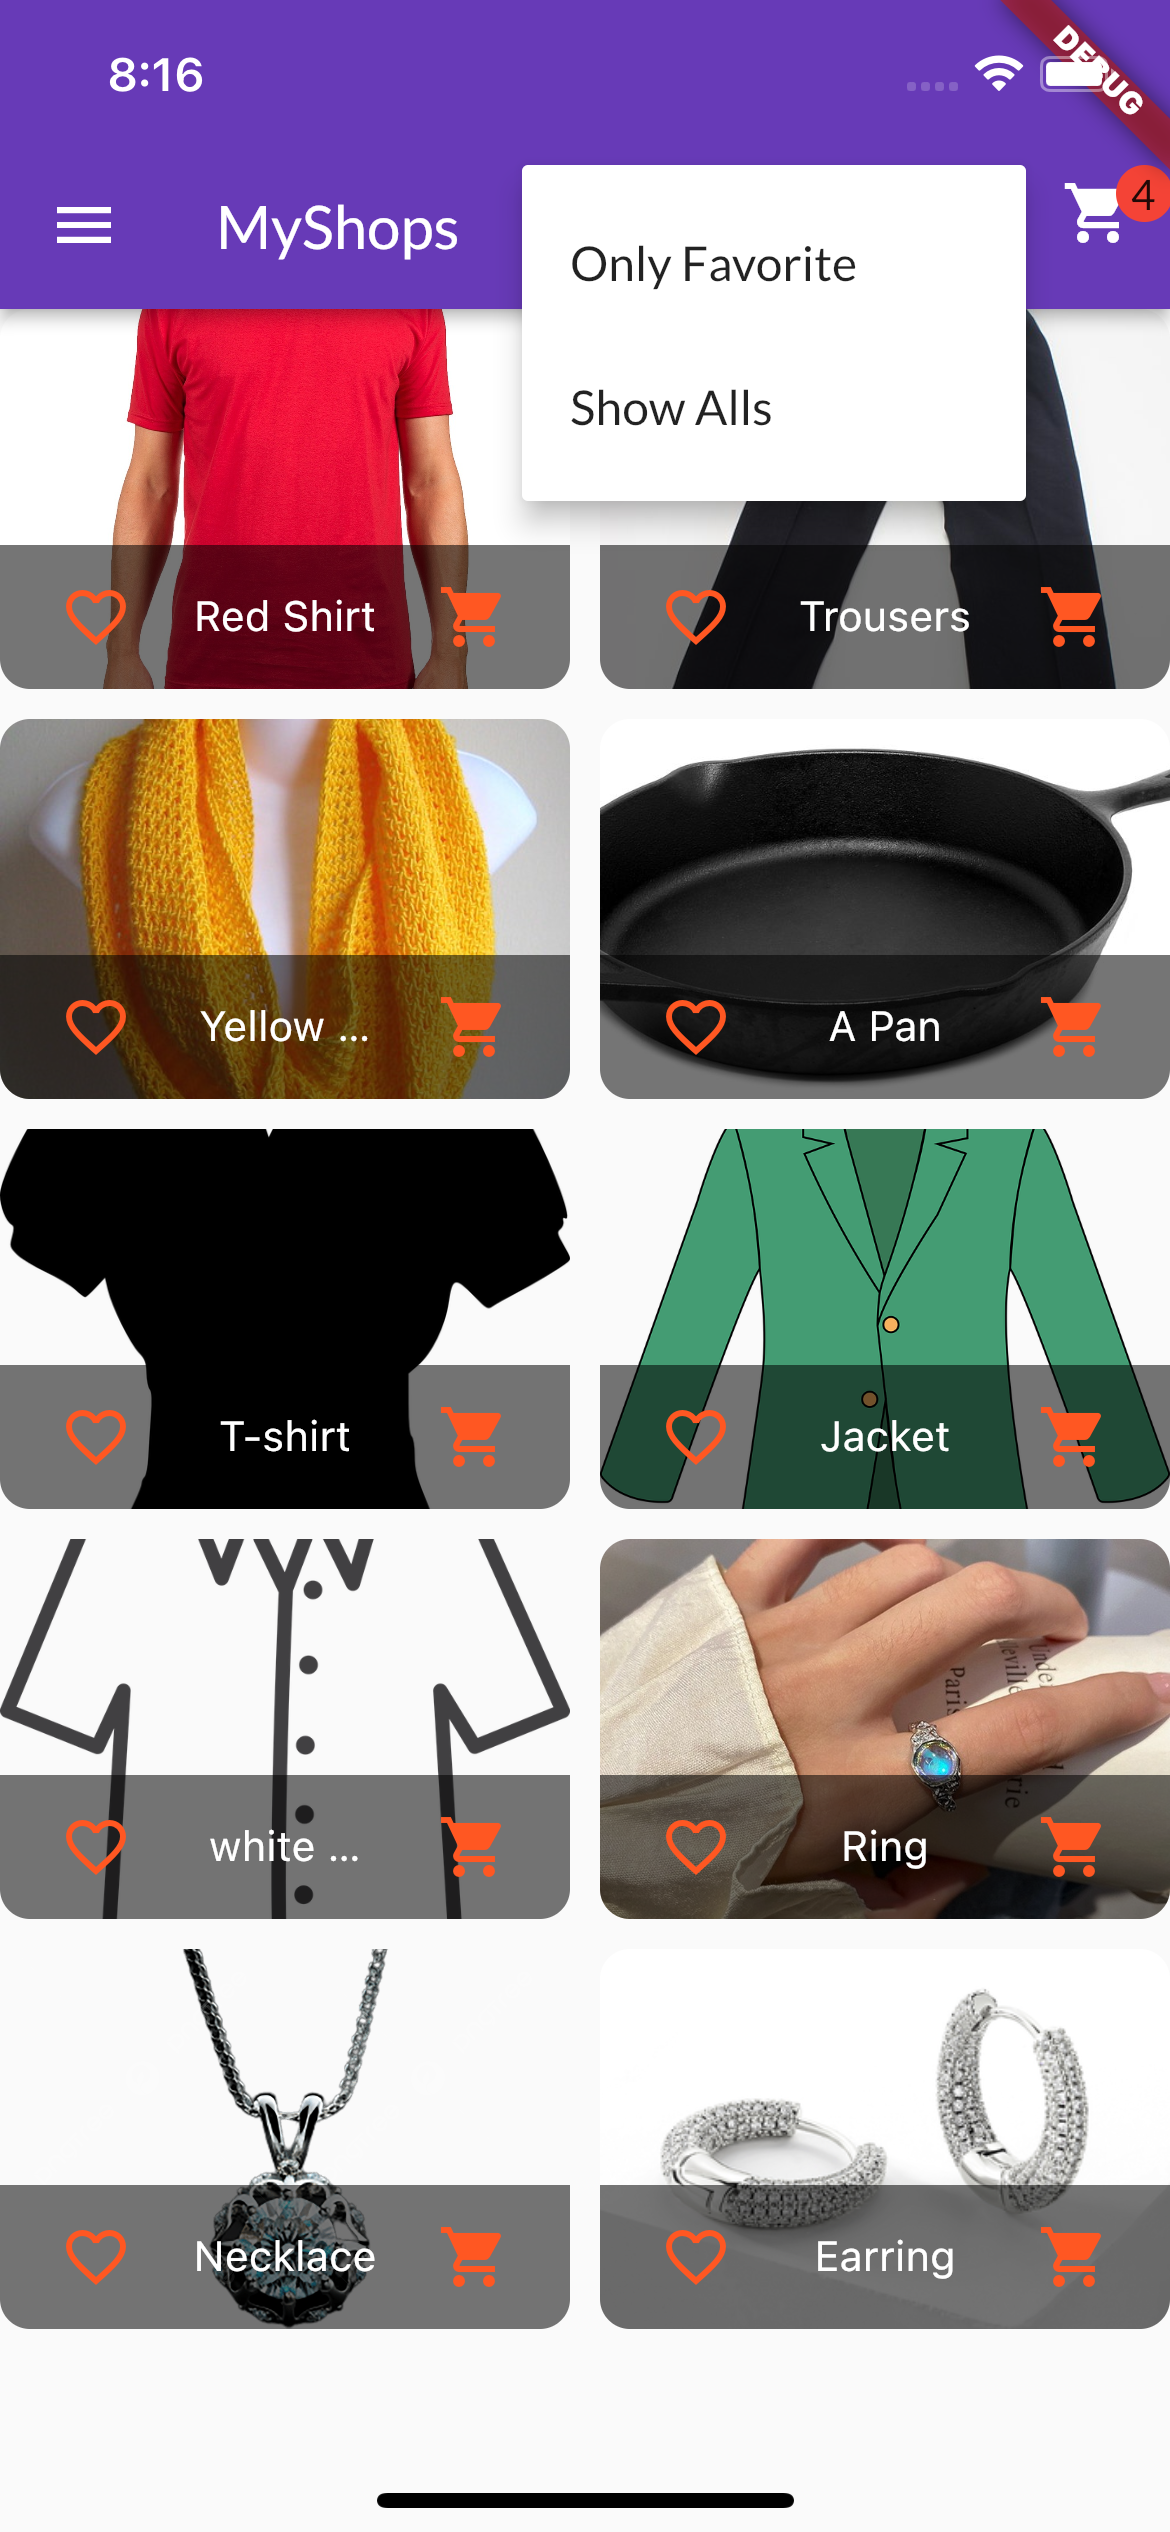 8:16
DEBUG
MyShops
4
Only Favorite
Show Alls
Red Shirt
Trousers
Yellow ...
A Pan
T-shirt
Jacket
white ...
Ring
Necklace
Earring